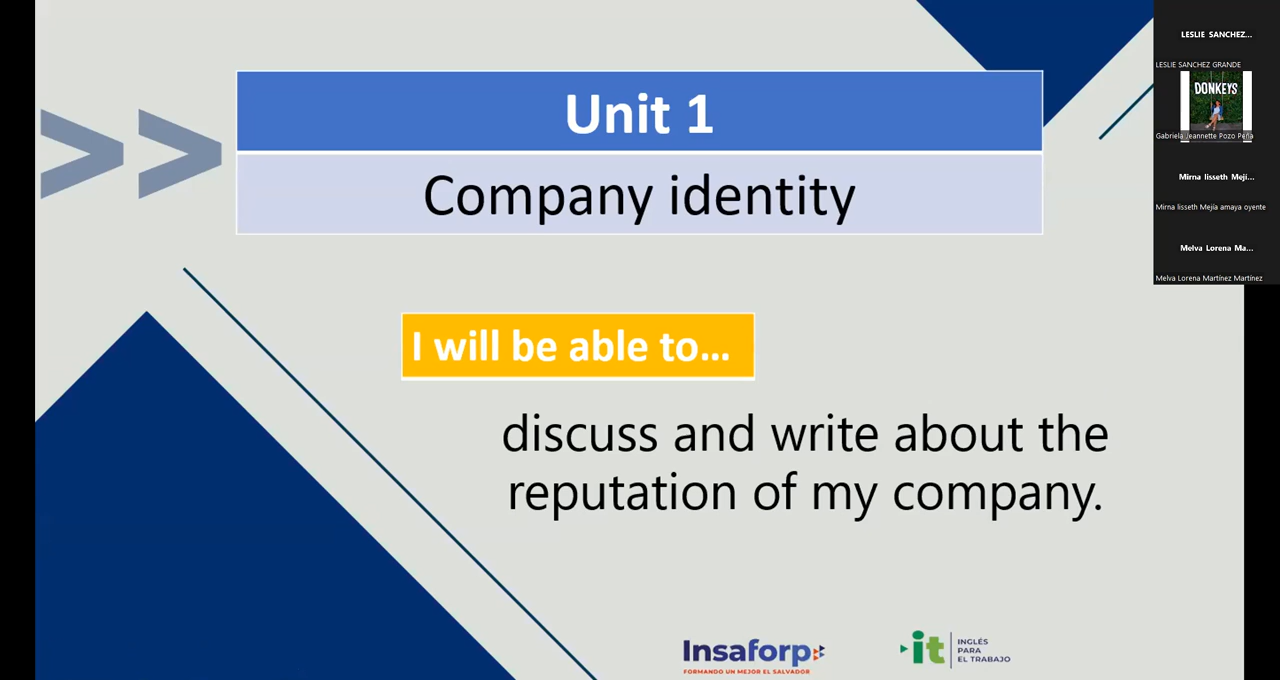 Unit 1
Company identity
I will be able to...
discuss and write about the
reputation of my company.
Insaforp
FORMANDO UN MEJOR EL SALVADOR
it
INGLÉS
PARA
EL TRABAJO
LESLIE SANCHEZ...
LESLIE SANCHEZ GRANDE
DONKEYS
Gabriela Jeannette Pozo Peña
Mirna lisseth Mejí...
Mirna lisseth Mejía amaya oyente
Melva Lorena Ma...
Melva Lorena Martínez Martínez